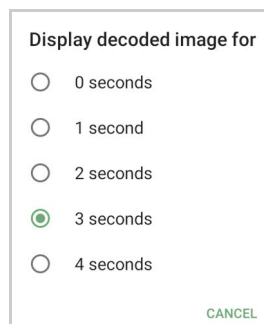 Display decoded image for
0 seconds
1 second
2 seconds
3 seconds
4 seconds
CANCEL